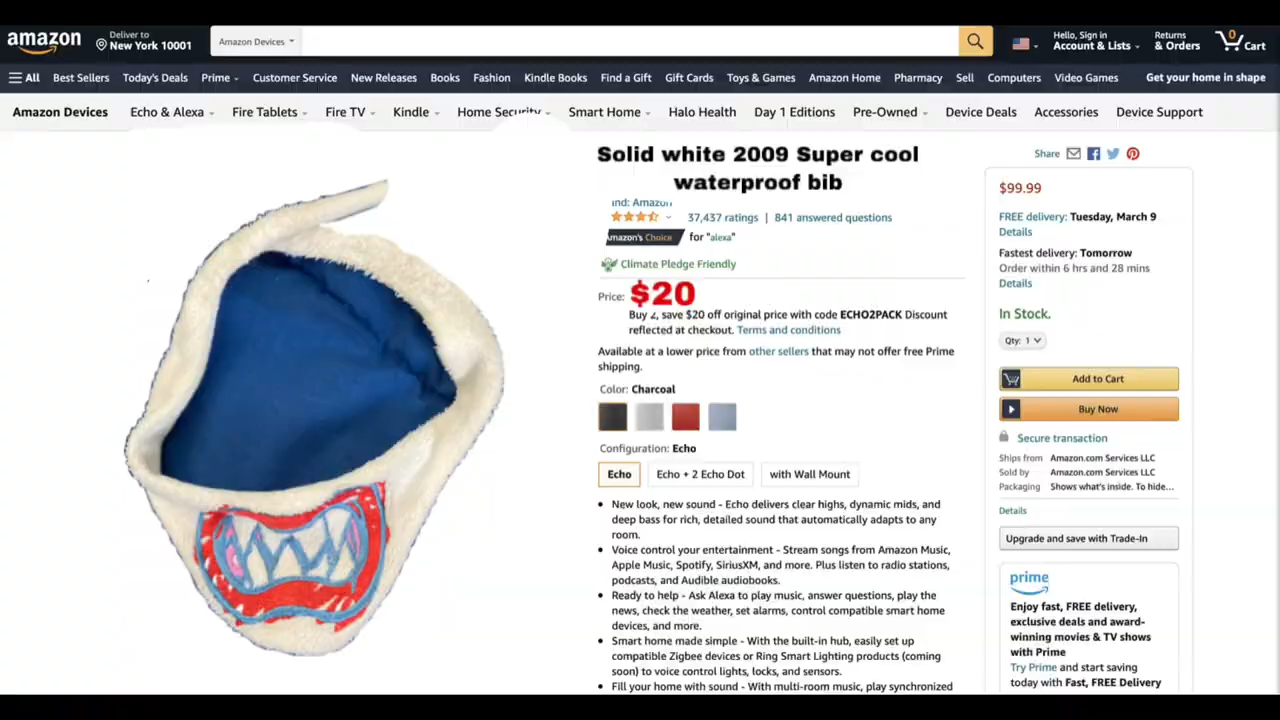 amazon
Deliver to
New York 10001
Amazon Devices
Hello, Sign in
Account & Lists
Returns
& Orders
0
Cart
All Best Sellers Today's Deals Prime Customer Service New Releases Books Fashion Kindle Books Find a Gift Gift Cards Toys & Games Amazon Home Pharmacy Sell Computers Video Games Get your home in shape
Amazon Devices Echo & Alexa Fire Tablets Fire TV Kindle Home Security Smart Home Halo Health Day 1 Editions Pre-Owned Device Deals Accessories Device Support
Solid white 2009 Super cool
waterproof bib
und: Amazon
37,437 ratings | 841 answered questions
Amazon's Choice for "alexa"
Climate Pledge Friendly
Price: $20
Buy 2, save $20 off original price with code ECHO2PACK Discount
reflected at checkout. Terms and conditions
Available at a lower price from other sellers that may not offer free Prime
shipping.
Color: Charcoal
Configuration: Echo
Echo Echo + 2 Echo Dot with Wall Mount
• New look, new sound - Echo delivers clear highs, dynamic mids, and
deep bass for rich, detailed sound that automatically adapts to any
room.
• Voice control your entertainment - Stream songs from Amazon Music,
Apple Music, Spotify, SiriusXM, and more. Plus listen to radio stations,
podcasts, and Audible audiobooks.
• Ready to help - Ask Alexa to play music, answer questions, play the
news, check the weather, set alarms, control compatible smart home
devices, and more.
• Smart home made simple - With the built-in hub, easily set up
compatible Zigbee devices or Ring Smart Lighting products (coming
soon) to voice control lights, locks, and sensors.
• Fill your home with sound - With multi-room music, play synchronized
Share
$99.99
FREE delivery: Tuesday, March 9
Details
Fastest delivery: Tomorrow
Order within 6 hrs and 28 mins
Details
In Stock.
Qty: 1
Add to Cart
Buy Now
Secure transaction
Ships from Amazon.com Services LLC
Sold by Amazon.com Services LLC
Packaging Shows what's inside. To hide...
Details
Upgrade and save with Trade-In
prime
Enjoy fast, FREE delivery,
exclusive deals and award-
winning movies & TV shows
with Prime
Try Prime and start saving
today with Fast, FREE Delivery